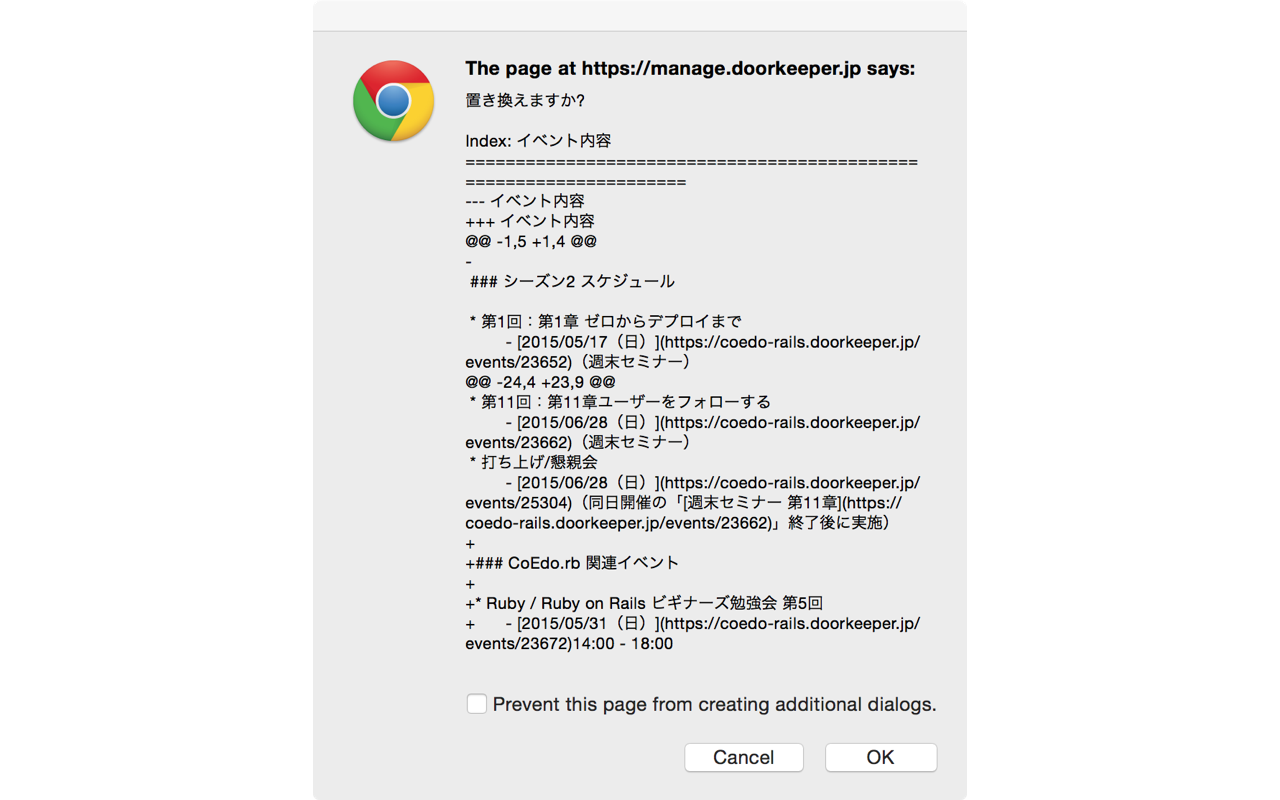 The page at https://manage.doorkeeper.jp says:
置き換えますか?
Index: イベント内容
=============================================
======================
--- イベント内容
+++ イベント内容
@@ -1,5 +1,4 @@
-
### シーズン2 スケジュール
* 第1回：第1章 ゼロからデプロイまで
- [2015/05/17（日）](https://coedo-rails.doorkeeper.jp/
events/23652)（週末セミナー）
@@ -24,4 +23,9 @@
* 第11回：第11章ユーザーをフォローする
- [2015/06/28（日）](https://coedo-rails.doorkeeper.jp/
events/23662)（週末セミナー）
* 打ち上げ/懇親会
- [2015/06/28（日）](https://coedo-rails.doorkeeper.jp/
events/25304)（同日開催の「[週末セミナー 第11章](https://
coedo-rails.doorkeeper.jp/events/23662)」終了後に実施）
+
+### CoEdo.rb 関連イベント
+
+* Ruby / Ruby on Rails ビギナーズ勉強会 第5回
+ - [2015/05/31（日）](https://coedo-rails.doorkeeper.jp/
events/23672)14:00 - 18:00
Prevent this page from creating additional dialogs.
Cancel OK